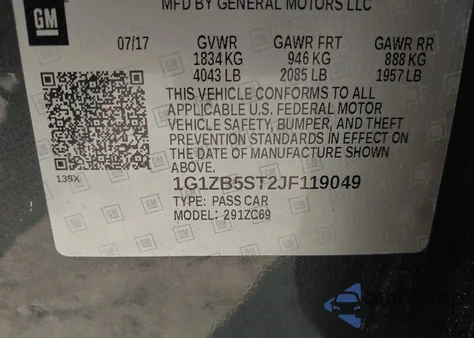 MFD BY GENERAL MOTORS LLC
GM
07/17 GVWR GAWR FRT GAWR RR
1834 KG 946 KG 888 KG
4043 LB 2085 LB 1957 LB
THIS VEHICLE CONFORMS TO ALL
APPLICABLE U.S. FEDERAL MOTOR
VEHICLE SAFETY, BUMPER, AND THEFT
PREVENTION STANDARDS IN EFFECT ON
THE DATE OF MANUFACTURE SHOWN
ABOVE.
139X
1G1ZB5ST2JF119049
TYPE: PASS CAR
MODEL: 291ZC69